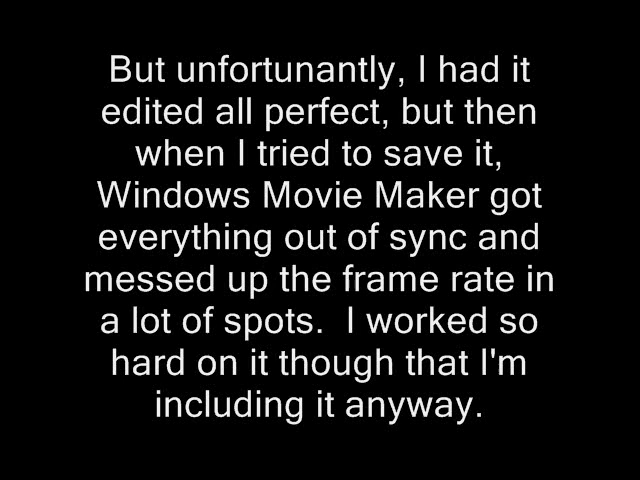 But unfortunantly, I had it
edited all perfect, but then
when I tried to save it,
Windows Movie Maker got
everything out of sync and
messed up the frame rate in
a lot of spots.  I worked so
hard on it though that I'm
including it anyway.